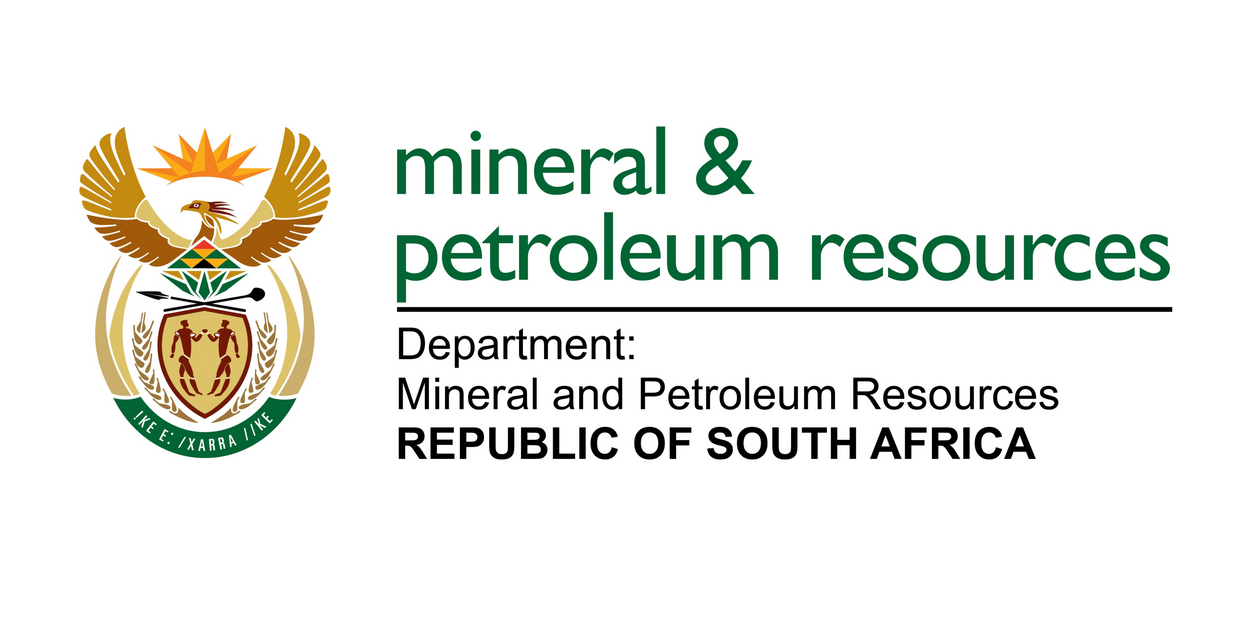 mineral &
petroleum resources
Department:
Mineral and Petroleum Resources
REPUBLIC OF SOUTH AFRICA
!KE E: /XARRA //KE